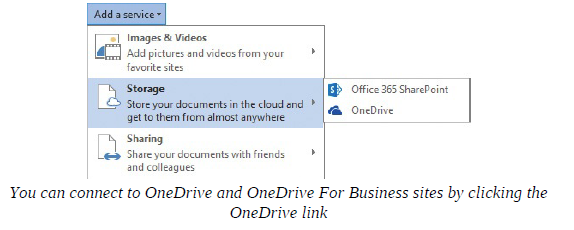 Add a service
Images & Videos
Add pictures and videos from your
favorite sites
Storage
Store your documents in the cloud and
get to them from almost anywhere
Office 365 SharePoint
OneDrive
Sharing
Share your documents with friends
and colleagues
You can connect to OneDrive and OneDrive For Business sites by clicking the
OneDrive link